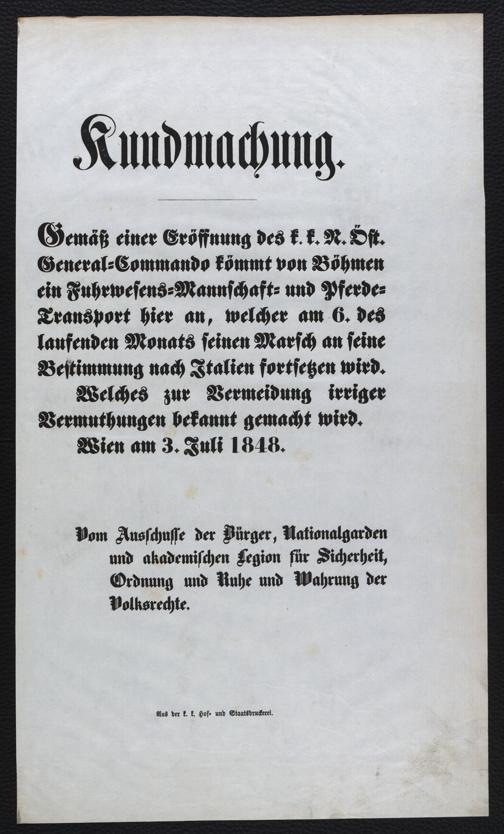 Kundmachung.
Gemäß einer Eröffnung des k. k. N. Öst.
General-Commando kömmt von Böhmen
ein Fuhrwesens-Mannschaft- und Pferde-
Transport hier an, welcher am 6. des
laufenden Monats seinen Marsch an seine
Bestimmung nach Italien fortsetzen wird.
Welches zur Vermeidung irriger
Vermuthungen bekannt gemacht wird.
Wien am 3. Juli 1848.
Vom Ausschusse der Bürger, Nationalgarden
und akademischen Legion für Sicherheit,
Ordnung und Ruhe und Wahrung der
Volksrechte.
Aus der k. k. Hof- und Staatsdruckerei.